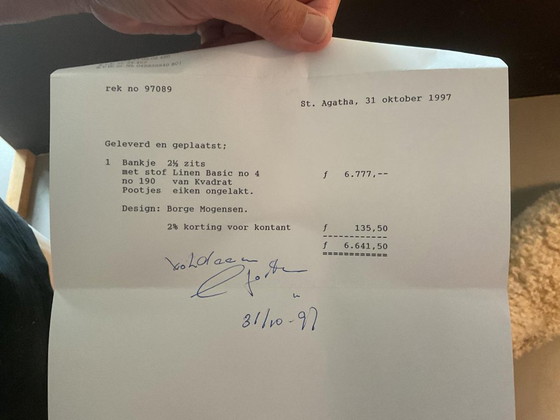 rek no 97089
St. Agatha, 31 oktober 1997
Geleverd en geplaatst;
1 Bankje 2½ zits
met stof Linen Basic no 4 ƒ 6.777,--
no 190 van Kvadrat
Pootjes eiken ongelakt.
Design: Borge Mogensen.
2% korting voor kontant ƒ 135,50
ƒ 6.641,50
voldaan
31/10-97